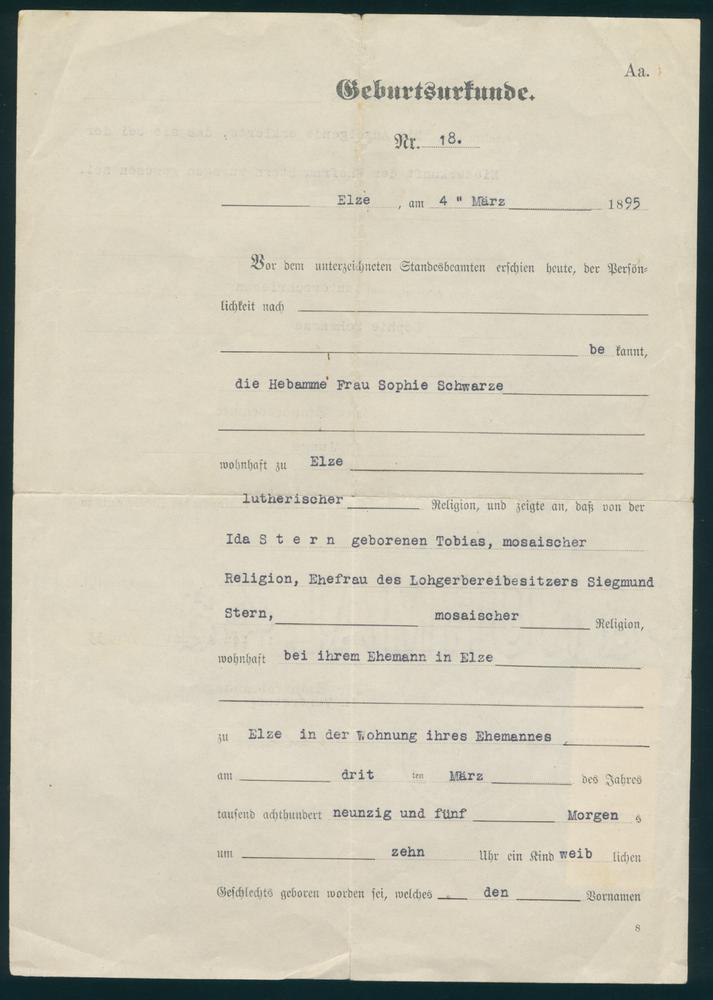 Aa.
Geburtsurkunde.
Nr. 18.
Elze, am 4 " März 1895
Vor dem unterzeichneten Standesbeamten erschien heute, der Persön-
lichkeit nach
be kannt,
die Hebamme Frau Sophie Schwarze
wohnhaft zu Elze
lutherischer Religion, und zeigte an, daß von der
Ida Stern geborenen Tobias, mosaischer
Religion, Ehefrau des Lohgerbereibesitzers Siegmund
Stern, mosaischer Religion,
wohnhaft bei ihrem Ehemann in Elze
zu Elze in der Wohnung ihres Ehemannes
am drit ten März des Jahres
tausend achthundert neunzig und fünf Morgen s
um zehn Uhr ein Kind weib lichen
Geschlechts geboren worden sei, welches den Vornamen
8